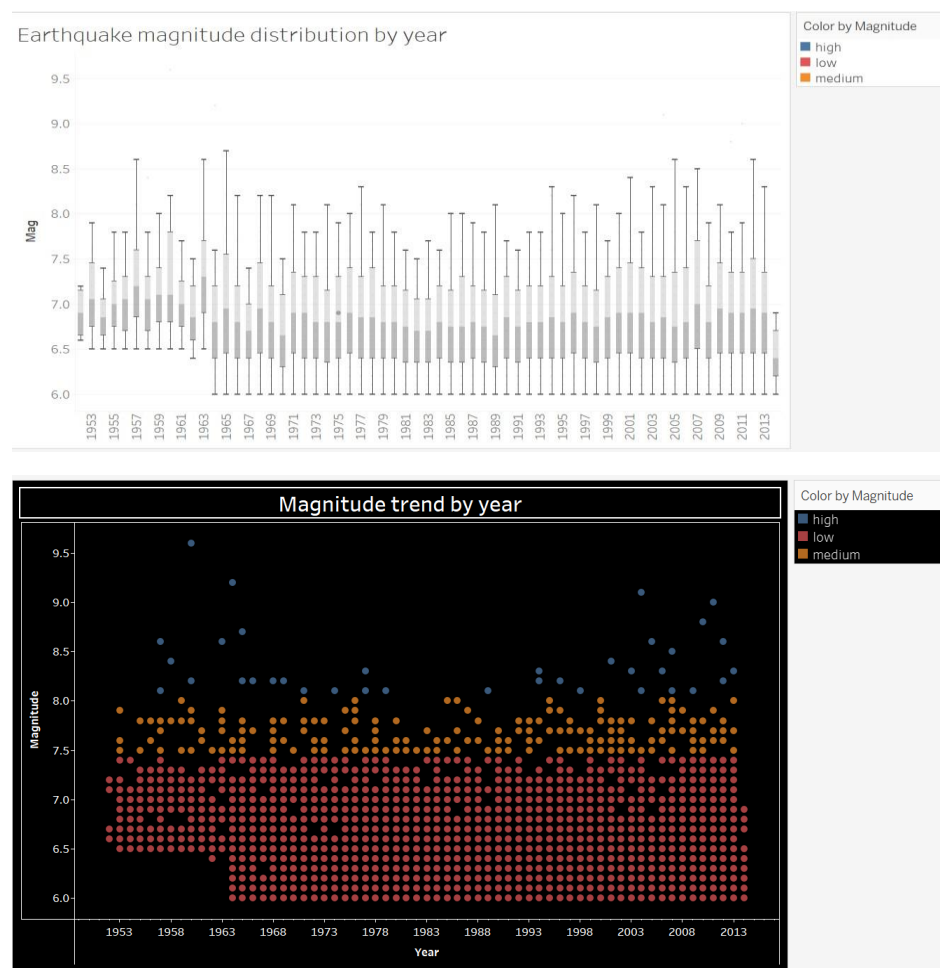 Earthquake magnitude distribution by year
Color by Magnitude
high
low
medium
9.5
9.0
8.5
8.0
7.5
7.0
6.5
6.0
Mag
1953 1955 1957 1959 1961 1963 1965 1967 1969 1971 1973 1975 1977 1979 1981 1983 1985 1987 1989 1991 1993 1995 1997 1999 2001 2003 2005 2007 2009 2011 2013
Magnitude trend by year
Color by Magnitude
high
low
medium
9.5
9.0
8.5
8.0
7.5
7.0
6.5
6.0
Magnitude
1953 1958 1963 1968 1973 1978 1983 1988 1993 1998 2003 2008 2013
Year